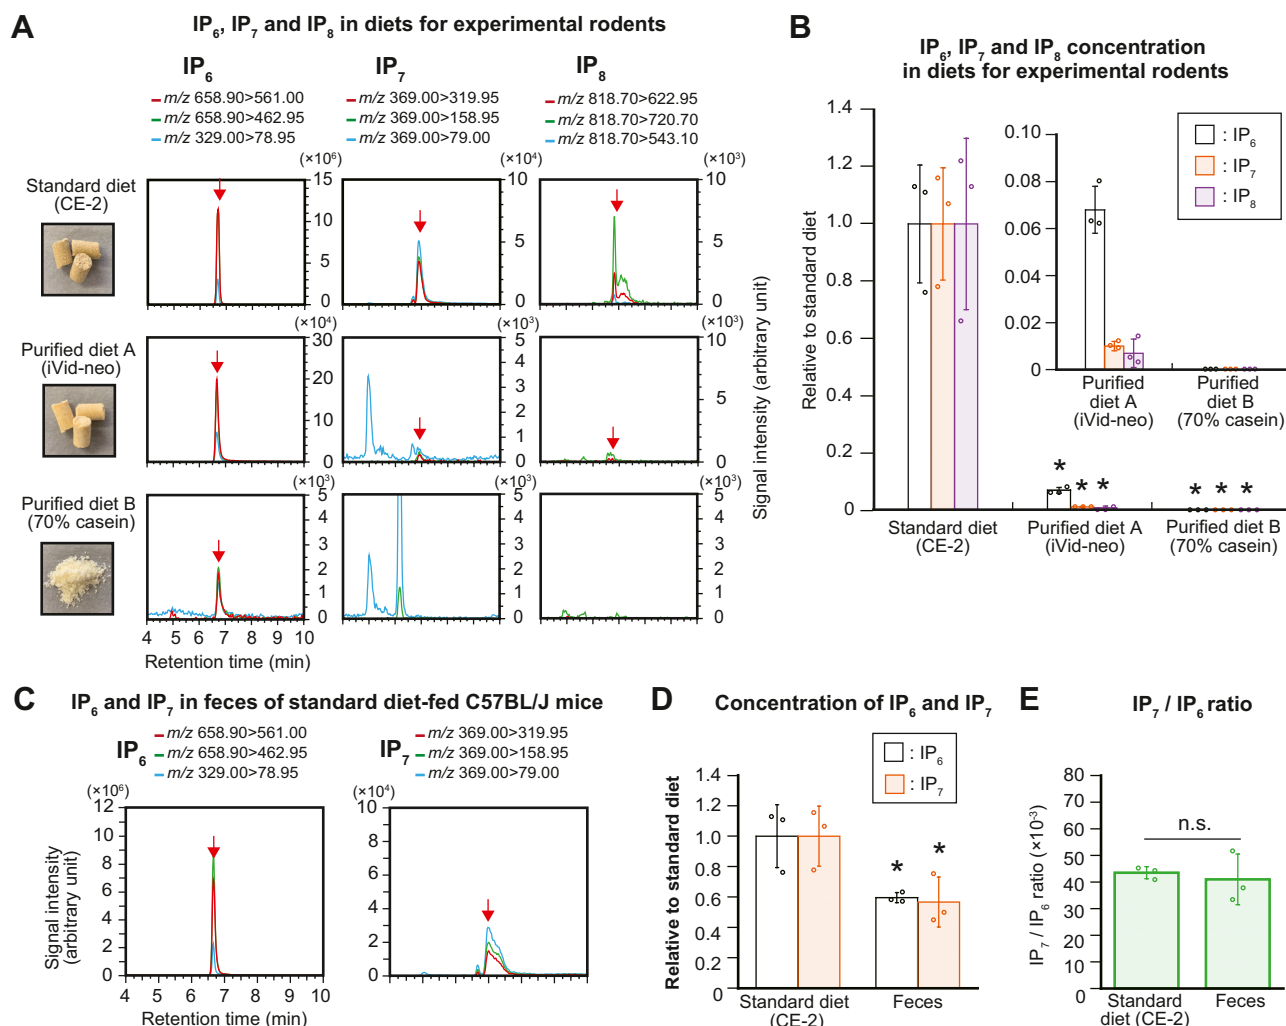 A
IP6, IP7 and IP8 in diets for experimental rodents
IP6
m/z 658.90>561.00
m/z 658.90>462.95
m/z 329.00>78.95
IP7
m/z 369.00>319.95
m/z 369.00>158.95
m/z 369.00>79.00
IP8
m/z 818.70>622.95
m/z 818.70>720.70
m/z 818.70>543.10
Standard diet
(CE-2)
(×10⁶)
15
10
5
0
(×10⁴)
10
5
0
(×10³)
10
5
0
Purified diet A
(iVid-neo)
(×10⁴)
30
20
10
0
(×10³)
5
4
3
2
1
0
(×10³)
10
5
0
Purified diet B
(70% casein)
(×10³)
5
4
3
2
1
0
(×10³)
5
4
3
2
1
0
(×10³)
5
4
3
2
1
0
Signal intensity (arbitrary unit)
4 5 6 7 8 9 10
Retention time (min)
B
IP6, IP7 and IP8 concentration
in diets for experimental rodents
Relative to standard diet
1.4
1.2
1.0
0.8
0.6
0.4
0.2
0
: IP6
: IP7
: IP8
0.10
0.08
0.06
0.04
0.02
0
Purified
diet A
(iVid-neo)
Purified
diet B
(70% casein)
* * *
* * *
Standard diet
(CE-2)
Purified diet A
(iVid-neo)
Purified diet B
(70% casein)
C
IP6 and IP7 in feces of standard diet-fed C57BL/J mice
IP6
m/z 658.90>561.00
m/z 658.90>462.95
m/z 329.00>78.95
IP7
m/z 369.00>319.95
m/z 369.00>158.95
m/z 369.00>79.00
Signal intensity
(arbitrary unit)
(×10⁶)
12
10
8
6
4
2
0
4 5 6 7 8 9 10
Retention time (min)
(×10⁴)
10
8
6
4
2
0
D
Concentration of IP6 and IP7
: IP6
: IP7
Relative to standard diet
1.4
1.2
1.0
0.8
0.6
0.4
0.2
0
* *
Standard diet
(CE-2)
Feces
E
IP7 / IP6 ratio
IP7 / IP6 ratio (×10⁻³)
80
60
50
40
30
20
10
0
n.s.
Standard
diet (CE-2)
Feces